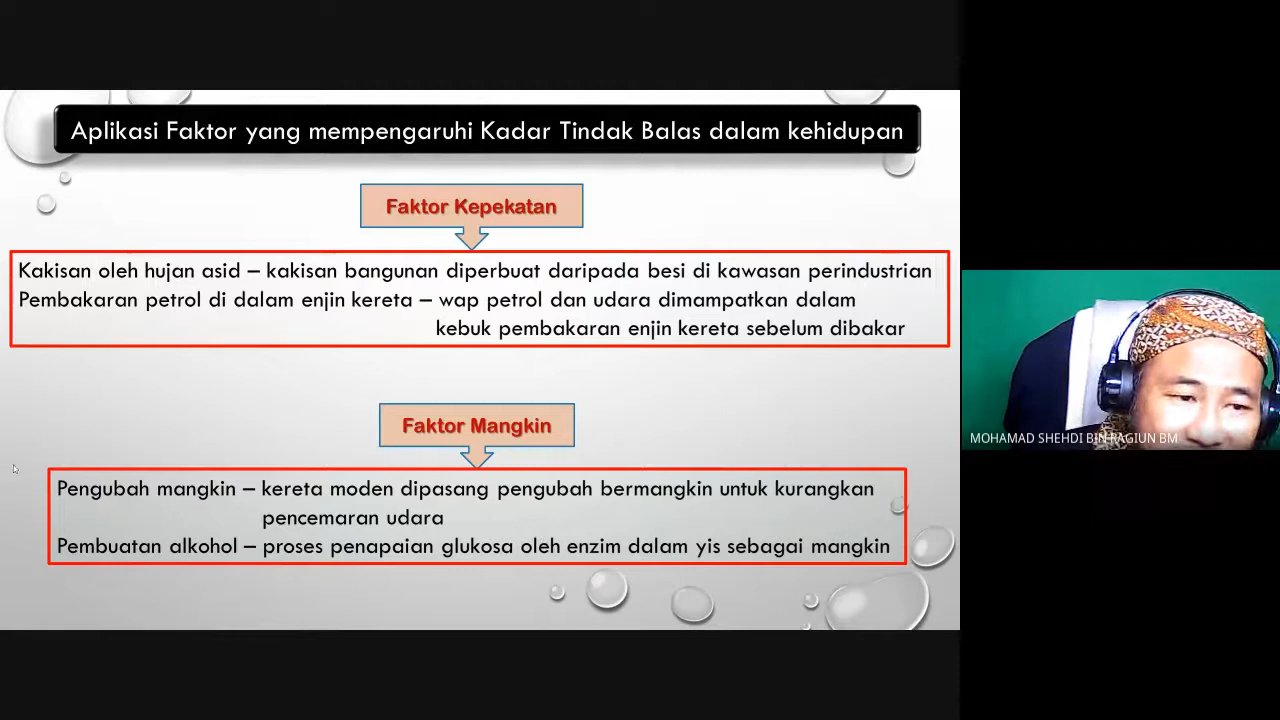 Aplikasi Faktor yang mempengaruhi Kadar Tindak Balas dalam kehidupan
Faktor Kepekatan
Kakisan oleh hujan asid – kakisan bangunan diperbuat daripada besi di kawasan perindustrian
Pembakaran petrol di dalam enjin kereta – wap petrol dan udara dimampatkan dalam
kebuk pembakaran enjin kereta sebelum dibakar
Faktor Mangkin
Pengubah mangkin – kereta moden dipasang pengubah bermangkin untuk kurangkan
pencemaran udara
Pembuatan alkohol – proses penapaian glukosa oleh enzim dalam yis sebagai mangkin
MOHAMAD SHEHDI BIN RAGIUN BM